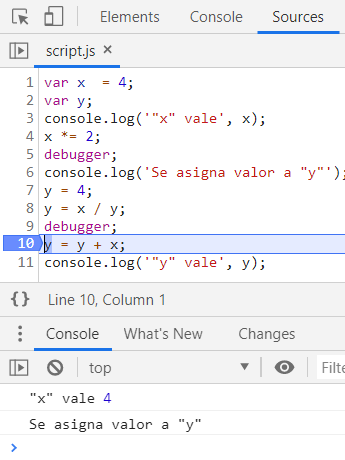 Elements Console Sources
script.js ×
1 var x  = 4;
2 var y;
3 console.log('"x" vale', x);
4 x *= 2;
5 debugger;
6 console.log('Se asigna valor a "y"');
7 y = 4;
8 y = x / y;
9 debugger;
10 y = y + x;
11 console.log('"y" vale', y);
{} Line 10, Column 1
Console What's New Changes
top Filte
"x" vale 4
Se asigna valor a "y"
>